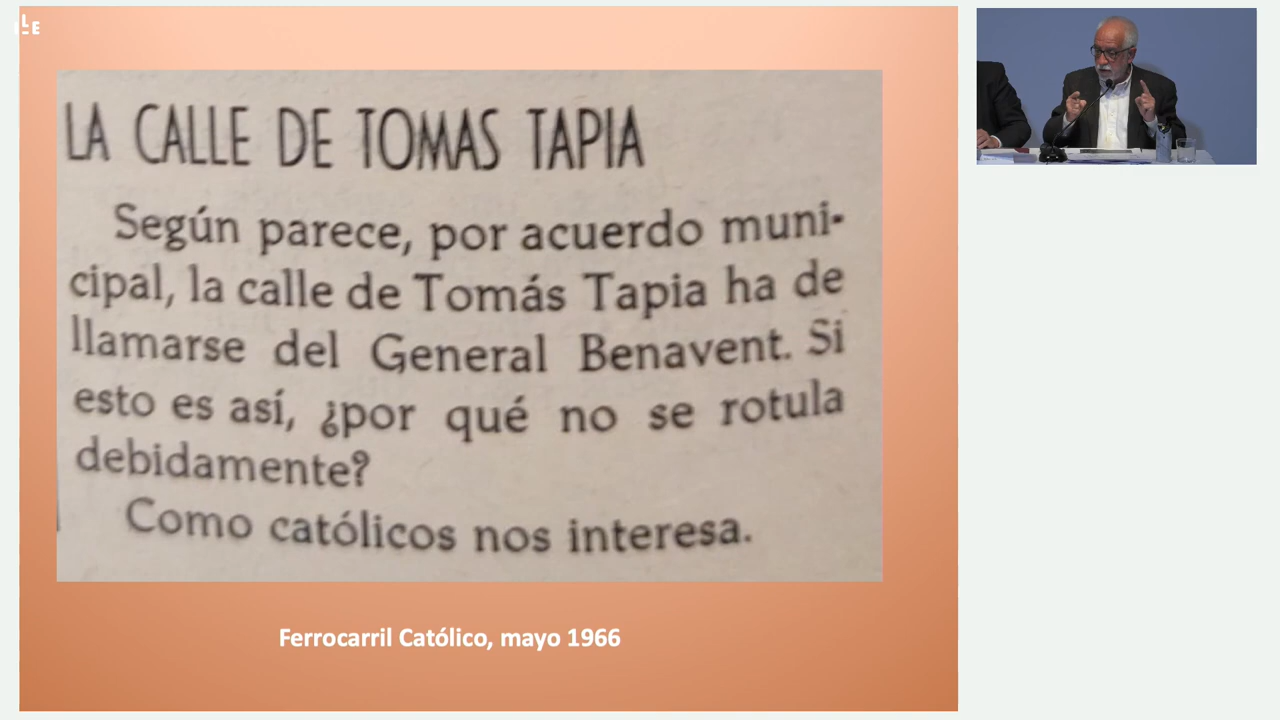 LA CALLE DE TOMAS TAPIA
Según parece, por acuerdo muni-
cipal, la calle de Tomás Tapia ha de
llamarse del General Benavent. Si
esto es así, ¿por qué no se rotula
debidamente?
Como católicos nos interesa.
Ferrocarril Católico, mayo 1966